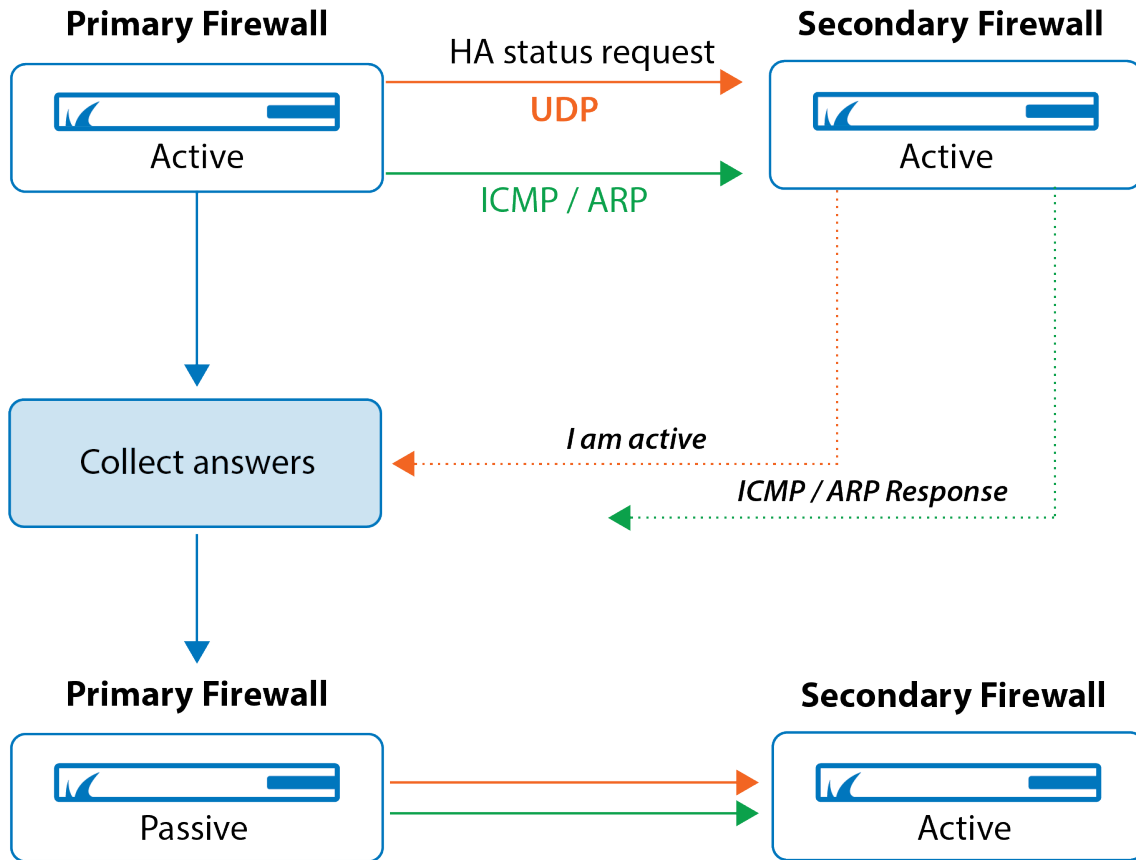 Primary Firewall
Secondary Firewall
HA status request
UDP
Active
Active
ICMP / ARP
I am active
Collect answers
ICMP / ARP Response
Primary Firewall
Secondary Firewall
Passive
Active